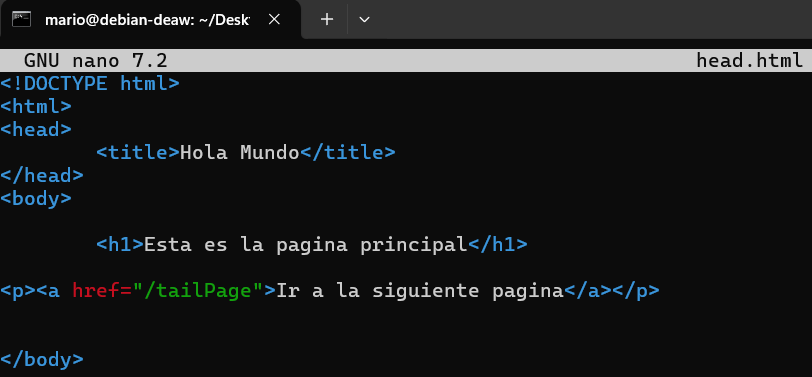 mario@debian-deaw: ~/Desk
GNU nano 7.2 head.html
<!DOCTYPE html>
<html>
<head>
<title>Hola Mundo</title>
</head>
<body>
<h1>Esta es la pagina principal</h1>
<p><a href="/tailPage">Ir a la siguiente pagina</a></p>
</body>